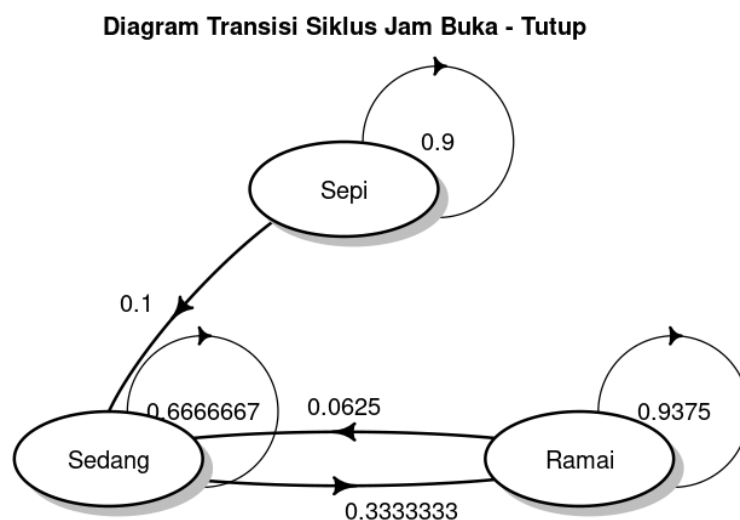 Diagram Transisi Siklus Jam Buka - Tutup
0.9
Sepi
0.1
0.6666667
0.0625
0.9375
Sedang
Ramai
0.3333333